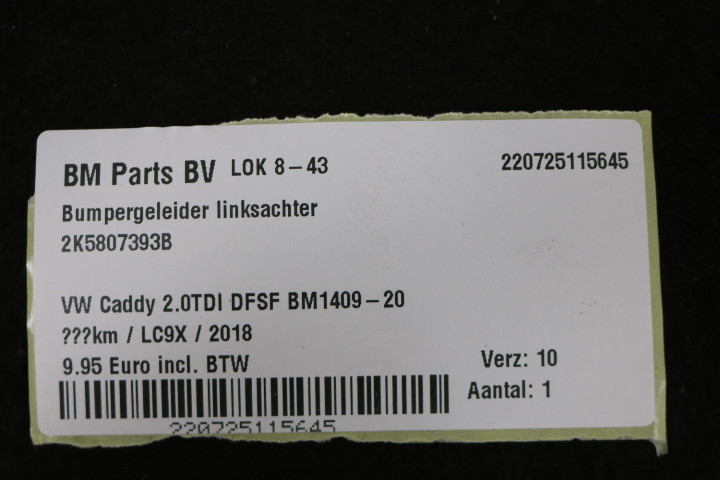 BM Parts BV LOK 8-43 220725115645
Bumpergeleider linksachter
2K5807393B
VW Caddy 2.0TDI DFSF BM1409-20
???km / LC9X / 2018
9.95 Euro incl. BTW Verz: 10
Aantal: 1
220725115645